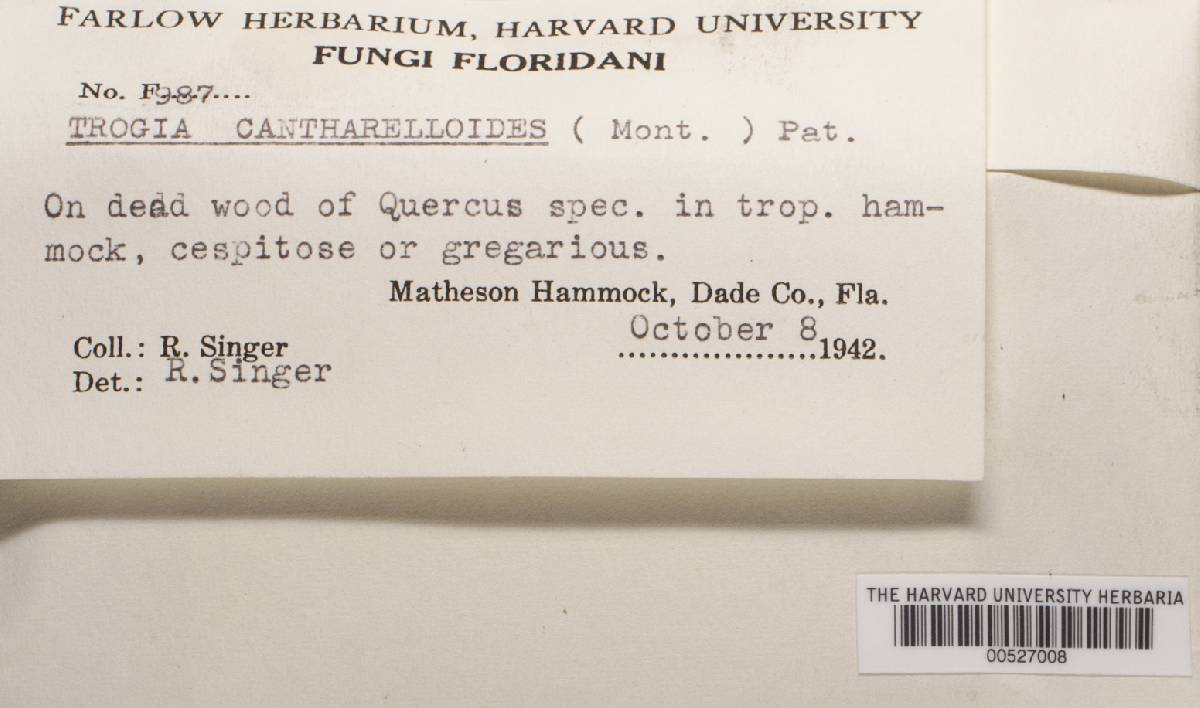 FARLOW HERBARIUM, HARVARD UNIVERSITY
FUNGI FLORIDANI
No. F987....
TROGIA CANTHARELLOIDES ( Mont. ) Pat.
On dead wood of Quercus spec. in trop. ham-
mock, cespitose or gregarious.
Matheson Hammock, Dade Co., Fla.
October 8
Coll.: R. Singer ...................1942.
Det.: R. Singer
THE HARVARD UNIVERSITY HERBARIA
00527008